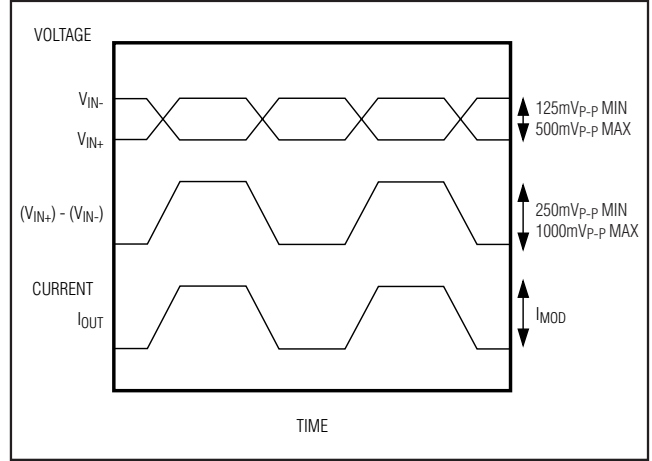 VOLTAGE
VIN-
VIN+
125mVP-P MIN
500mVP-P MAX
(VIN+) - (VIN-)
250mVP-P MIN
1000mVP-P MAX
CURRENT
IOUT
IMOD
TIME